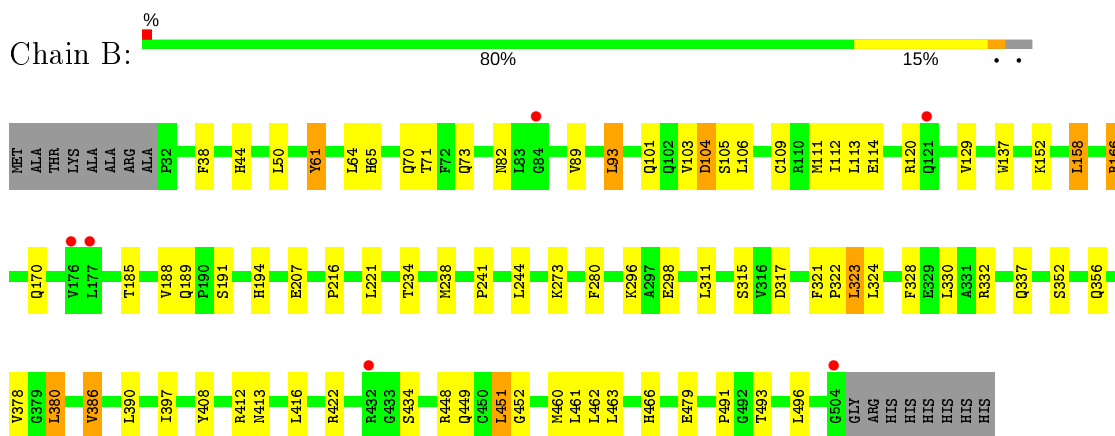 %
Chain B:
80% 15% • •
MET ALA THR LYS ALA ALA ARG ALA P32 F38 H44 L50 Y61 L64 H65 Q70 T71 F72 Q73 N82 L83 G84 V89 L93 Q101 Q102 V103 D104 S105 L106 C109 R110 M111 I112 L113 E114 R120 Q121 V129 W137 K152 L158 R166
Q170 V176 L177 T185 V188 Q189 P190 S191 H194 E207 P216 L221 T234 M238 P241 L244 K273 F280 K296 A297 E298 L311 S315 V316 D317 F321 P322 L323 L324 F328 E329 L330 A331 R332 Q337 S352 Q356
V378 G379 L380 V386 L390 I397 Y408 R412 N413 L416 R422 R432 G433 S434 R448 Q449 C450 L451 G452 M460 L461 L462 L463 H466 E479 P491 G492 T493 L496 G504 GLY ARG HIS HIS HIS HIS HIS HIS